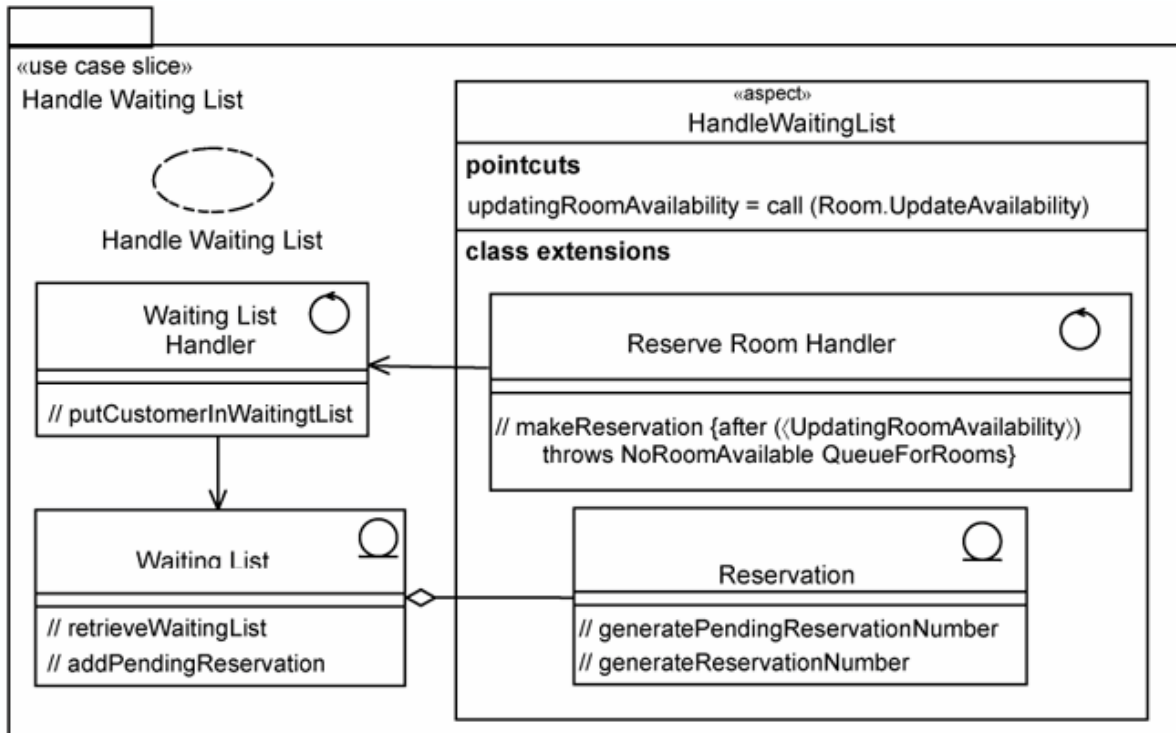 «use case slice»
Handle Waiting List
Handle Waiting List
Waiting List
Handler
// putCustomerInWaitingtList
Waiting List
// retrieveWaitingList
// addPendingReservation
«aspect»
HandleWaitingList
pointcuts
updatingRoomAvailability = call (Room.UpdateAvailability)
class extensions
Reserve Room Handler
// makeReservation {after (⟨UpdatingRoomAvailability⟩)
throws NoRoomAvailable QueueForRooms}
Reservation
// generatePendingReservationNumber
// generateReservationNumber